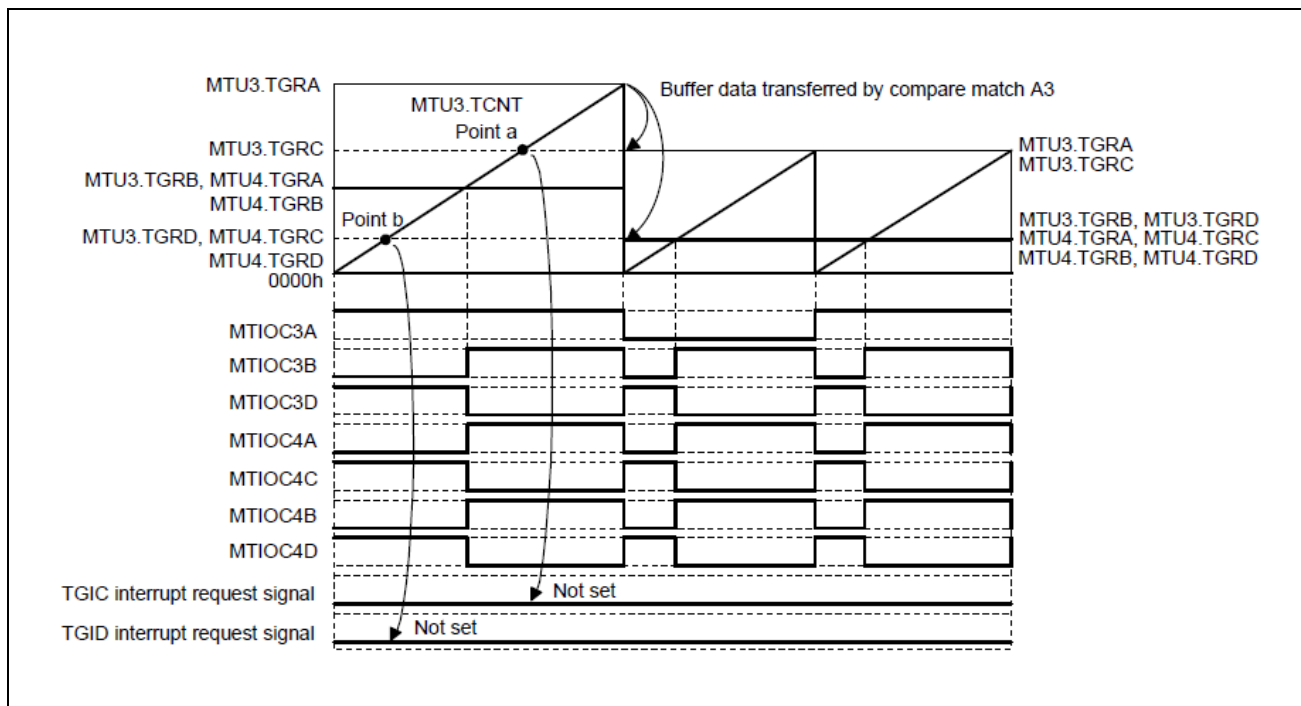 MTU3.TGRA
Buffer data transferred by compare match A3
MTU3.TCNT
Point a
MTU3.TGRC
MTU3.TGRA
MTU3.TGRC
MTU3.TGRB, MTU4.TGRA
MTU4.TGRB
Point b
MTU3.TGRD, MTU4.TGRC
MTU4.TGRD
0000h
MTU3.TGRB, MTU3.TGRD
MTU4.TGRA, MTU4.TGRC
MTU4.TGRB, MTU4.TGRD
MTIOC3A
MTIOC3B
MTIOC3D
MTIOC4A
MTIOC4C
MTIOC4B
MTIOC4D
TGIC interrupt request signal
Not set
TGID interrupt request signal
Not set